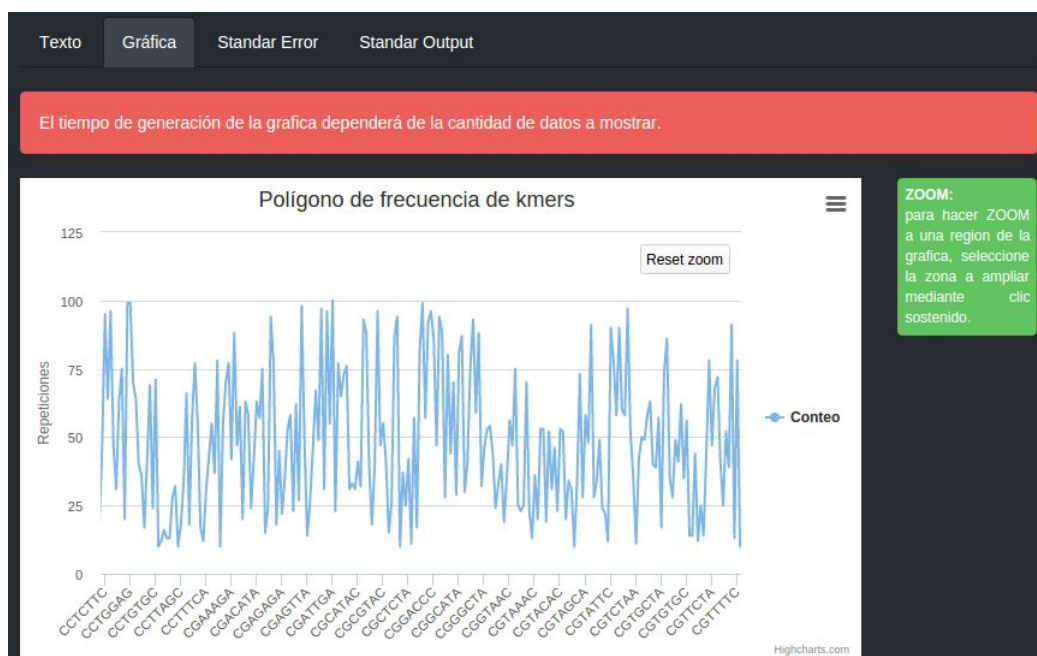 Texto Gráfica Standar Error Standar Output
El tiempo de generación de la grafica dependerá de la cantidad de datos a mostrar.
Polígono de frecuencia de kmers
ZOOM:
para hacer ZOOM
a una region de la
grafica, seleccione
la zona a ampliar
mediante clic
sostenido.
Reset zoom
125
100
75
50
25
0
Repeticiones
Conteo
CCTCTTC
CCTGGAG
CCTGTGC
CCTTAGC
CCTTTCA
CGAAAGA
CGACATA
CGAGAGA
CGAGTTA
CGATTGA
CGCATAC
CGCGTAC
CGCTCTA
CGGACCC
CGGCATA
CGGGCTA
CGGTAAC
CGTAAAC
CGTACAC
CGTAGCA
CGTATTC
CGTCTAA
CGTGCTA
CGTGTGC
CGTTCTA
CGTTTTC
Highcharts.com